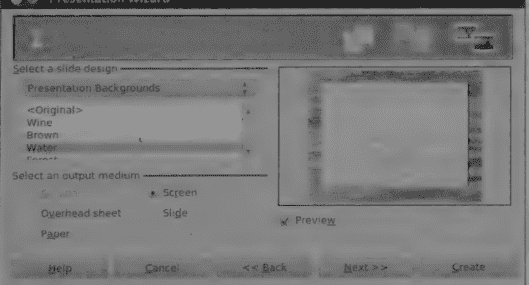 Presentation Wizard
Select a slide design
Presentation Backgrounds
<Original>
Wine
Brown
Water
Forest
Select an output medium
Screen
Overhead sheet
Slide
Paper
Preview
Help
Cancel
<< Back
Next >>
Create